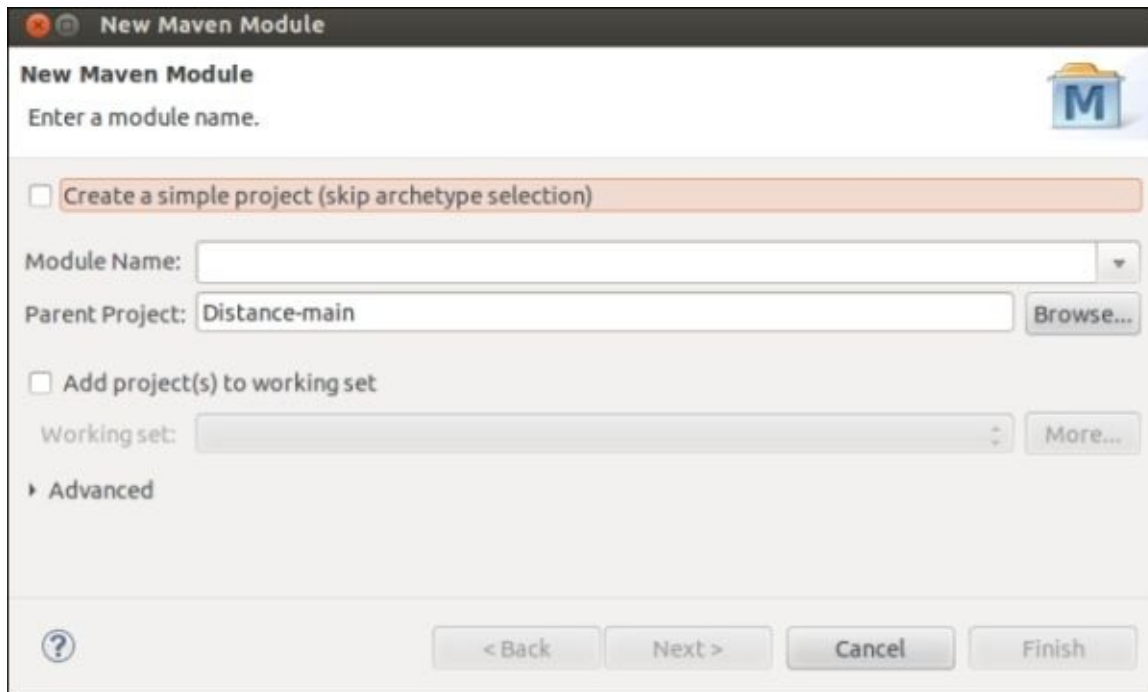 New Maven Module
New Maven Module
Enter a module name.
M
Create a simple project (skip archetype selection)
Module Name:
Parent Project: Distance-main Browse...
Add project(s) to working set
Working set: More...
Advanced
? < Back Next > Cancel Finish